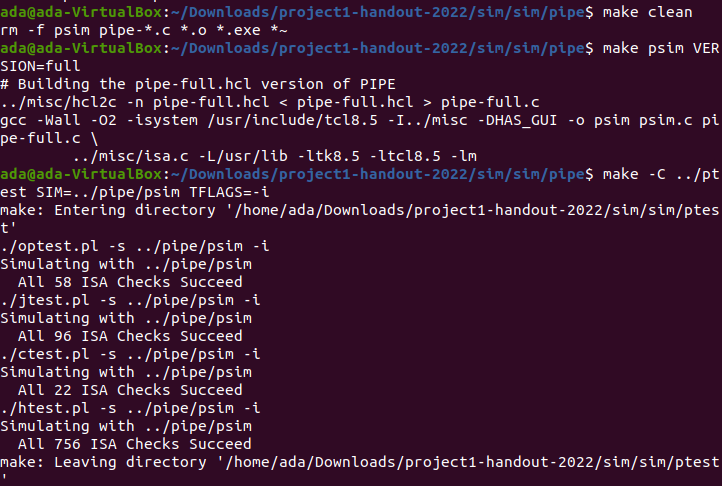 ada@ada-VirtualBox:~/Downloads/project1-handout-2022/sim/sim/pipe$ make clean
rm -f psim pipe-*.c *.o *.exe *~
ada@ada-VirtualBox:~/Downloads/project1-handout-2022/sim/sim/pipe$ make psim VER
SION=full
# Building the pipe-full.hcl version of PIPE
../misc/hcl2c -n pipe-full.hcl < pipe-full.hcl > pipe-full.c
gcc -Wall -O2 -isystem /usr/include/tcl8.5 -I../misc -DHAS_GUI -o psim psim.c pi
pe-full.c \
        ../misc/isa.c -L/usr/lib -ltk8.5 -ltcl8.5 -lm
ada@ada-VirtualBox:~/Downloads/project1-handout-2022/sim/sim/pipe$ make -C ../pt
est SIM=../pipe/psim TFLAGS=-i
make: Entering directory '/home/ada/Downloads/project1-handout-2022/sim/sim/ptes
t'
./optest.pl -s ../pipe/psim -i
Simulating with ../pipe/psim
  All 58 ISA Checks Succeed
./jtest.pl -s ../pipe/psim -i
Simulating with ../pipe/psim
  All 96 ISA Checks Succeed
./ctest.pl -s ../pipe/psim -i
Simulating with ../pipe/psim
  All 22 ISA Checks Succeed
./htest.pl -s ../pipe/psim -i
Simulating with ../pipe/psim
  All 756 ISA Checks Succeed
make: Leaving directory '/home/ada/Downloads/project1-handout-2022/sim/sim/ptest
'